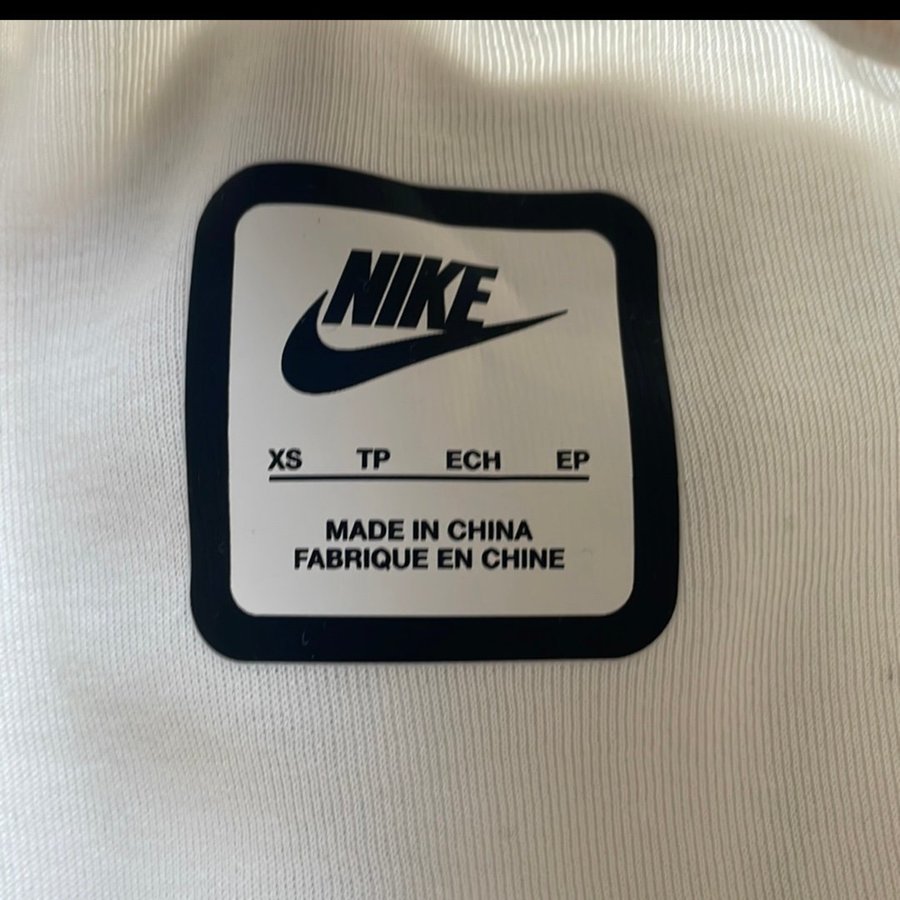 NIKE
XS TP ECH EP
MADE IN CHINA
FABRIQUE EN CHINE